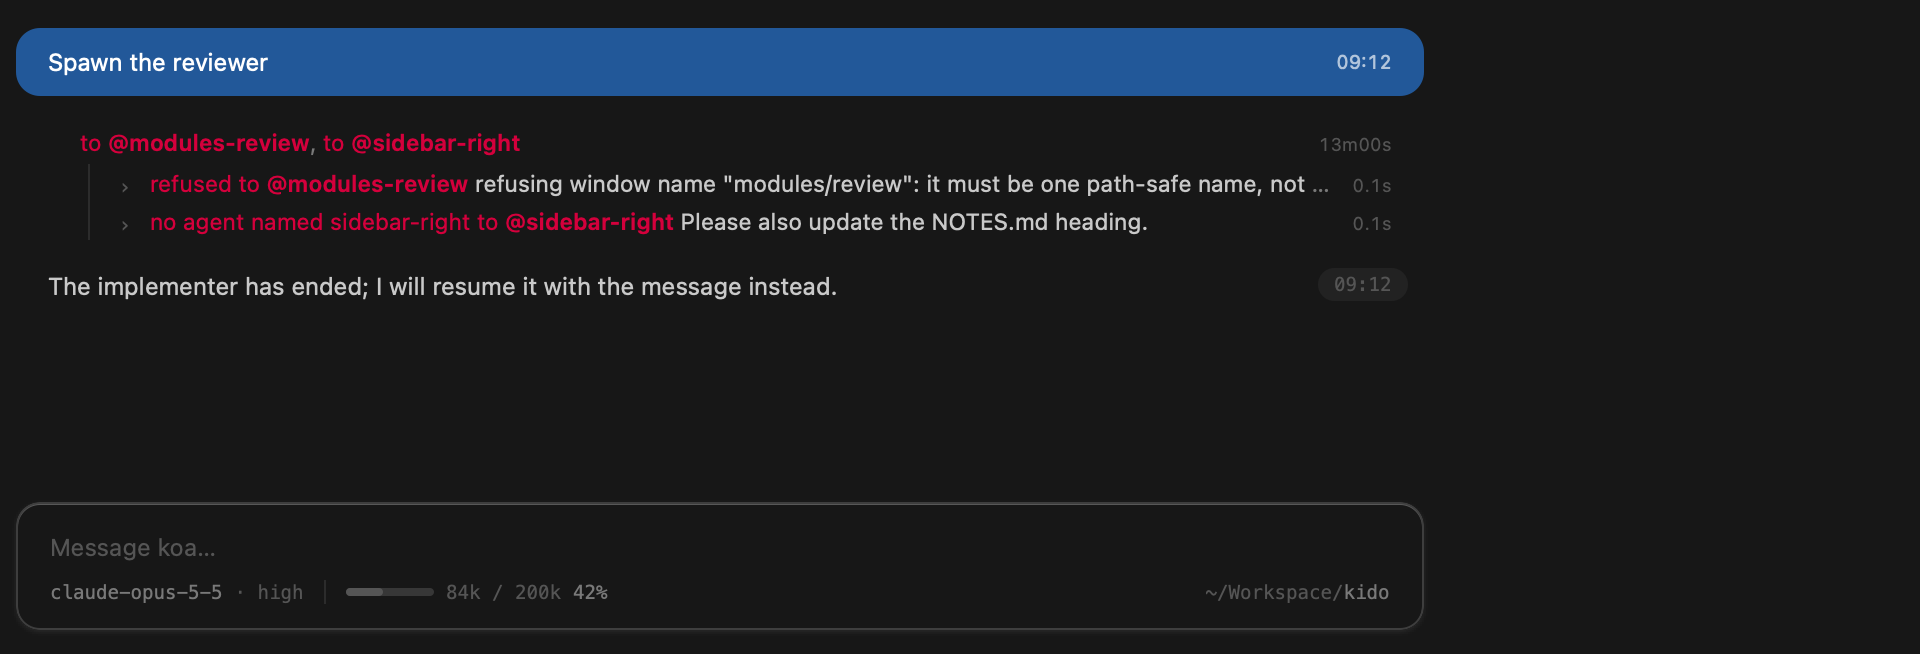 Spawn the reviewer 09:12
to @modules-review, to @sidebar-right 13m00s
› refused to @modules-review refusing window name "modules/review": it must be one path-safe name, not ... 0.1s
› no agent named sidebar-right to @sidebar-right Please also update the NOTES.md heading. 0.1s
The implementer has ended; I will resume it with the message instead. 09:12
Message koa...
claude-opus-5-5 · high 84k / 200k 42% ~/Workspace/kido